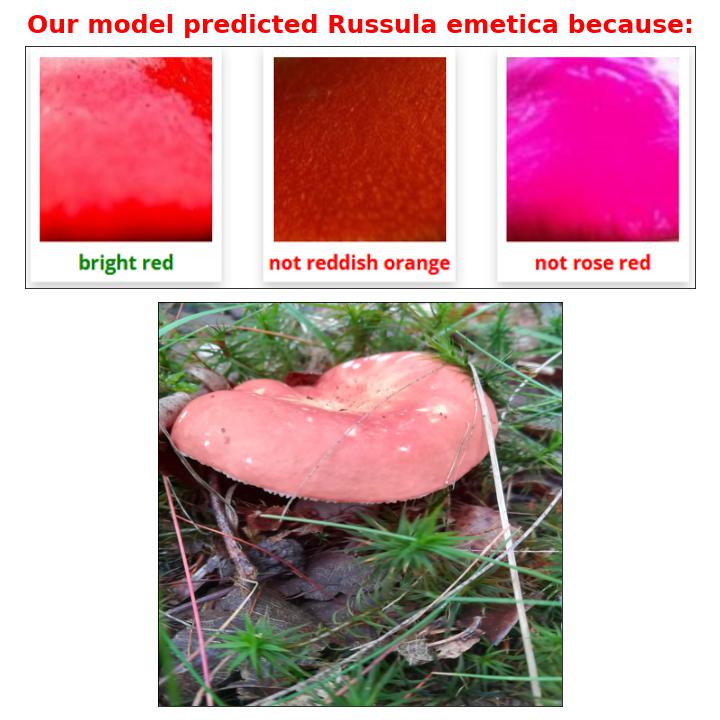 Our model predicted Russula emetica because:
bright red
not reddish orange
not rose red